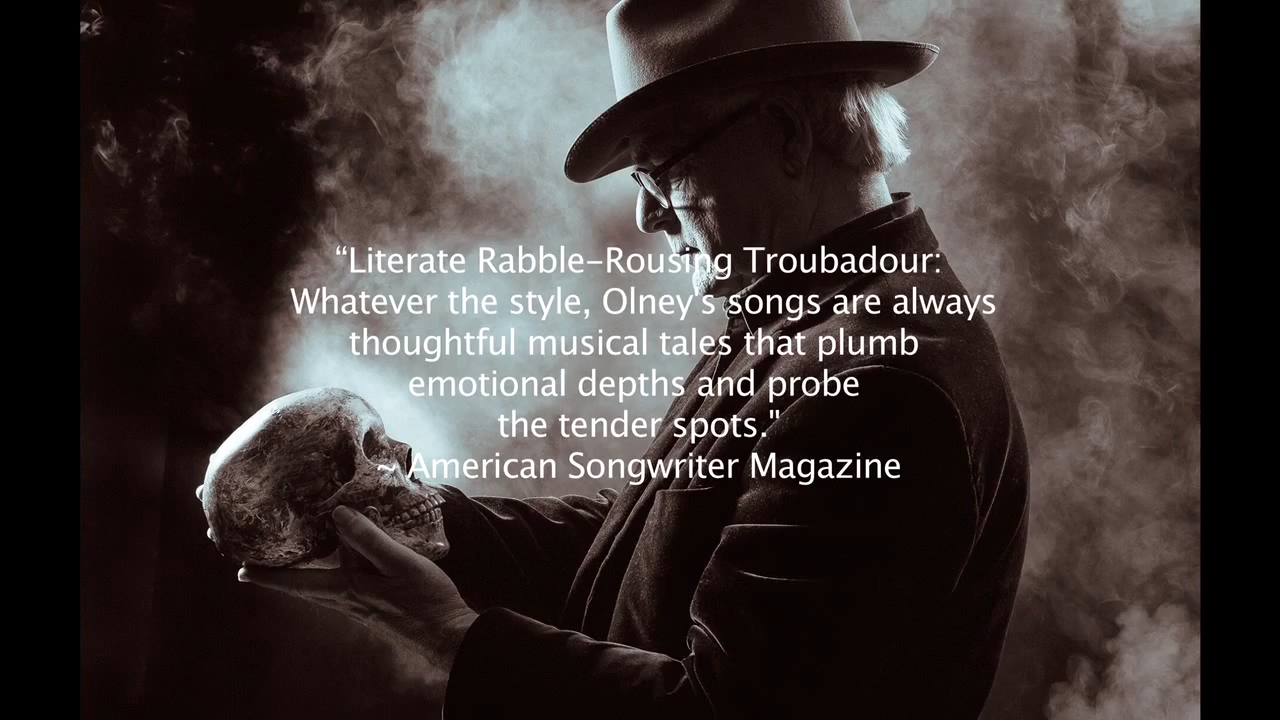 “Literate Rabble-Rousing Troubadour:
Whatever the style, Olney's songs are always
thoughtful musical tales that plumb
emotional depths and probe
the tender spots."
~ American Songwriter Magazine